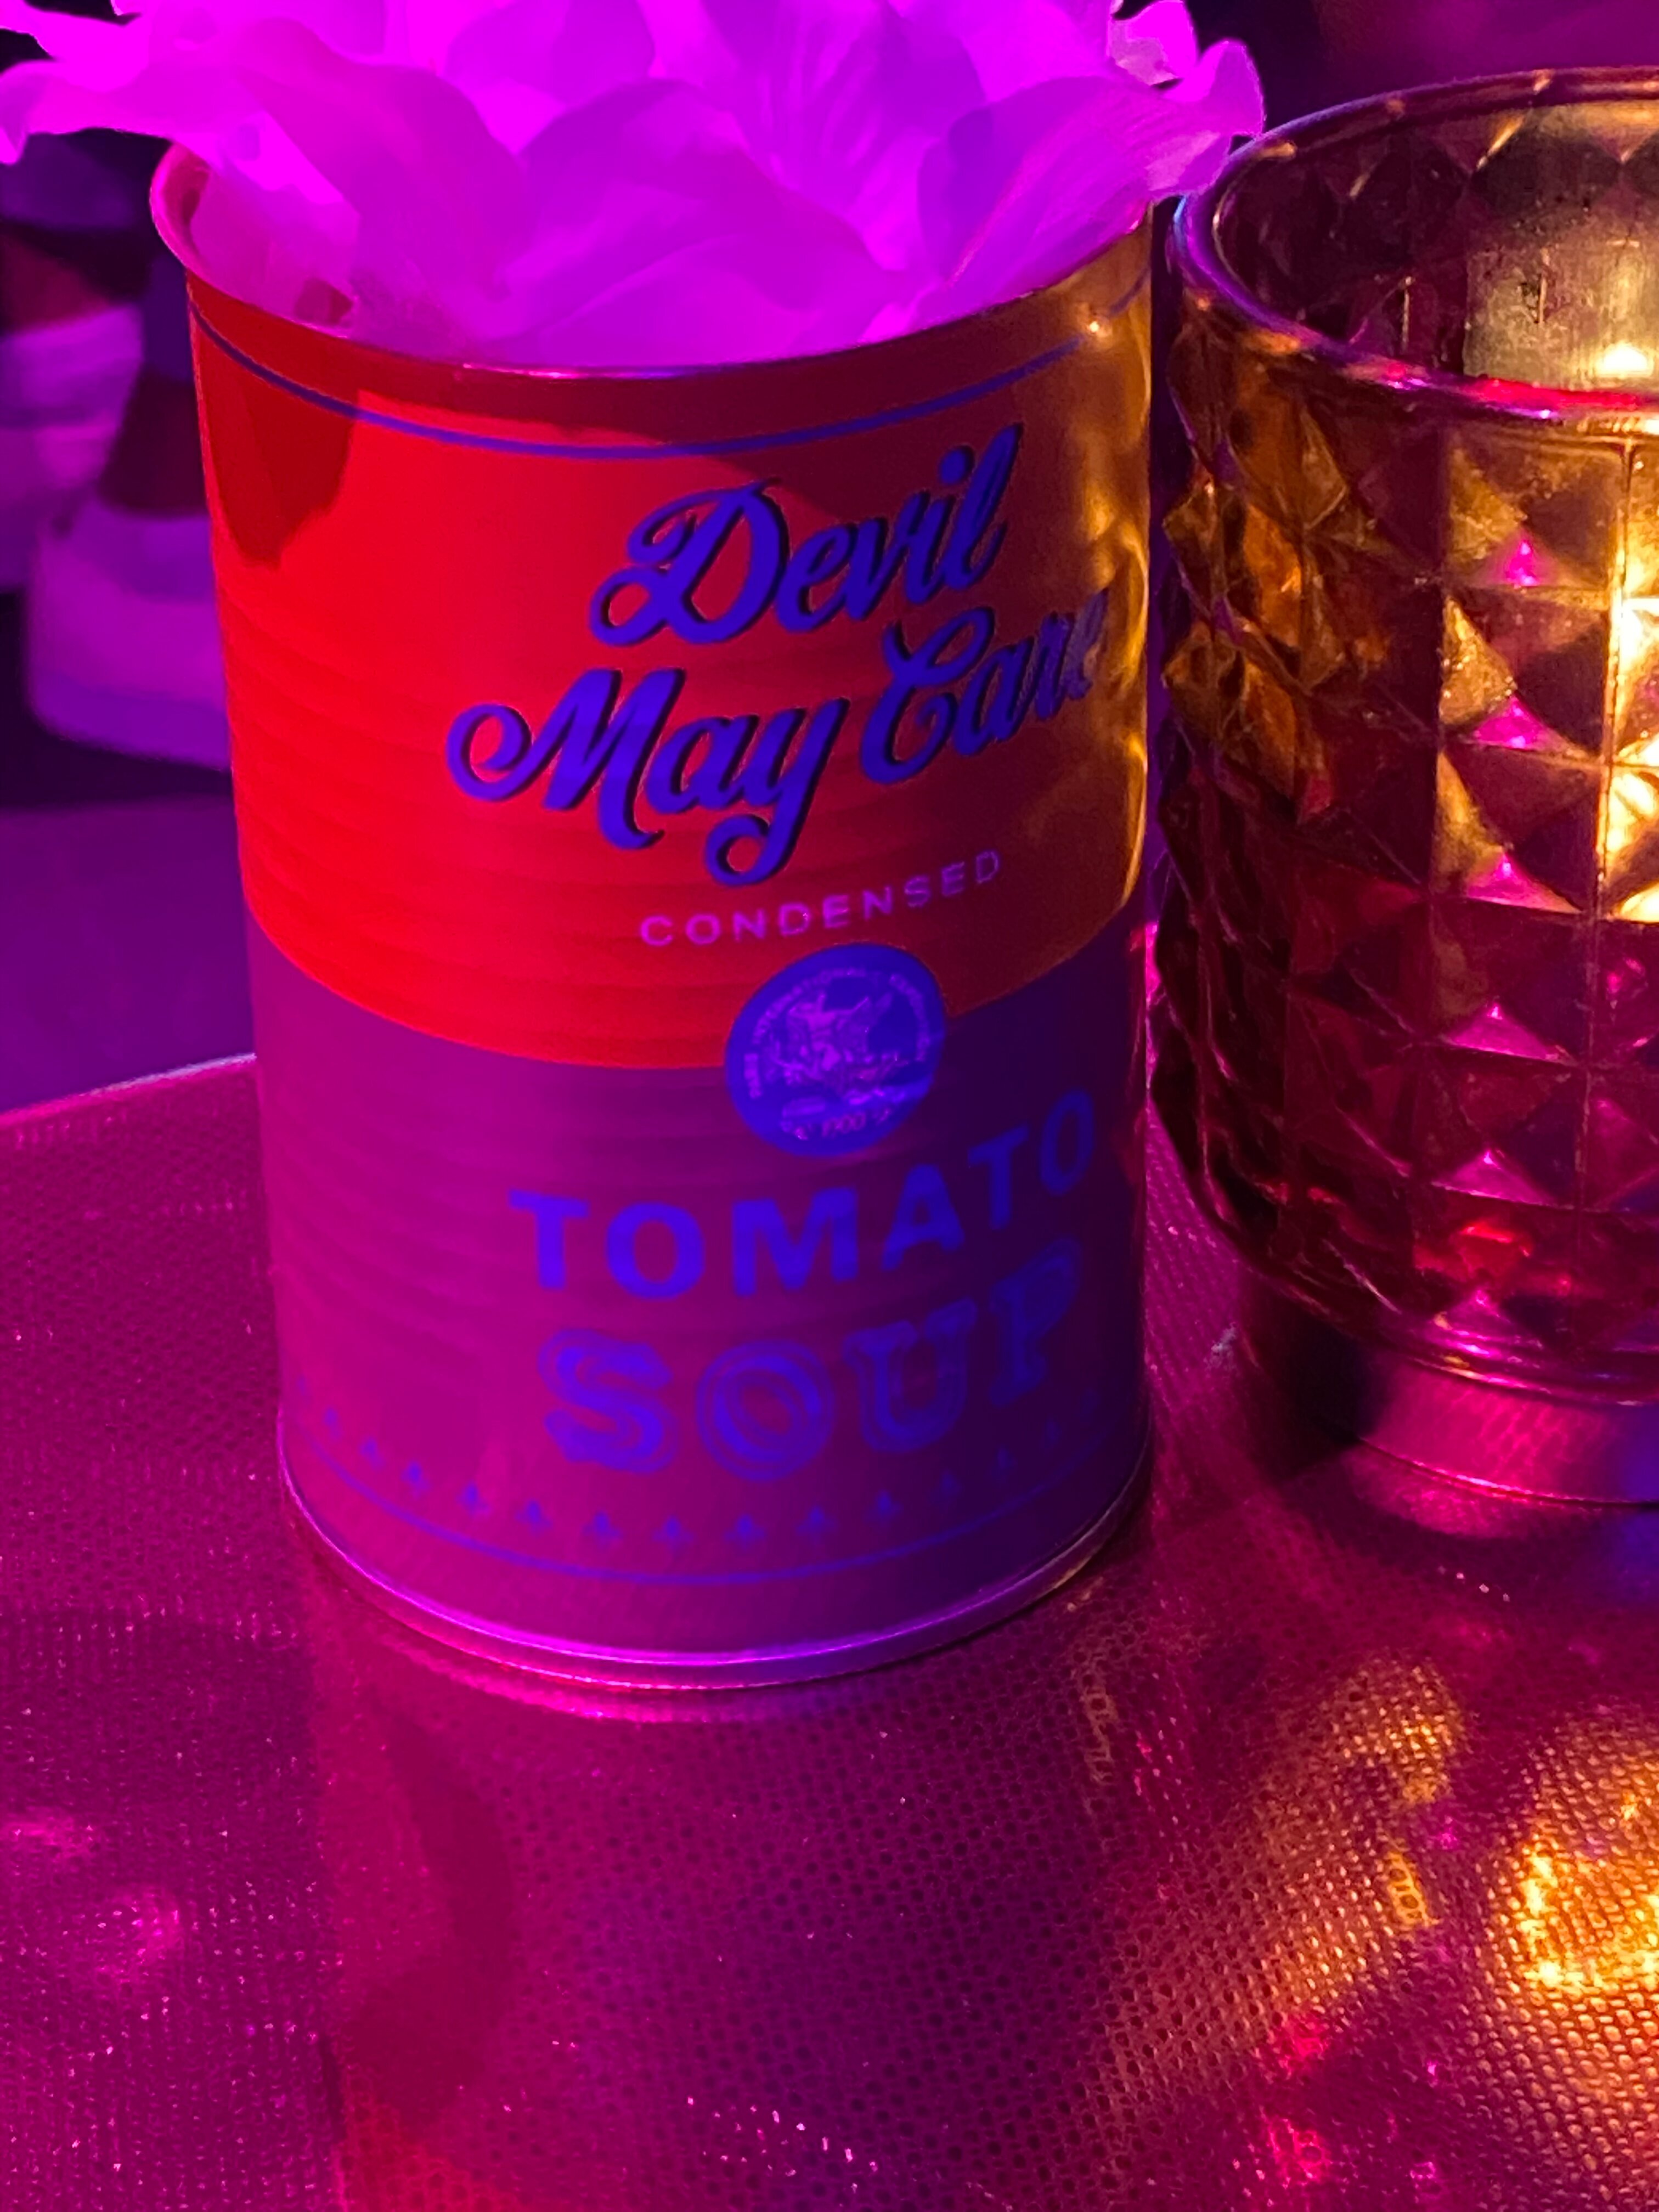 Devil
May Care
CONDENSED
TOMATO
SOUP